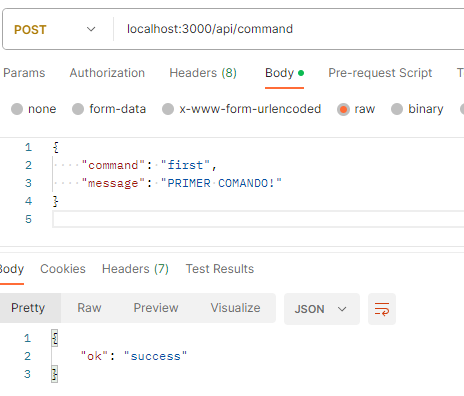 POST localhost:3000/api/command
Params Authorization Headers (8) Body Pre-request Script T
none form-data x-www-form-urlencoded raw binary
1 {
2 "command": "first",
3 "message": "PRIMER COMANDO!"
4 }
5
Body Cookies Headers (7) Test Results
Pretty Raw Preview Visualize JSON
1 {
2 "ok": "success"
3 }